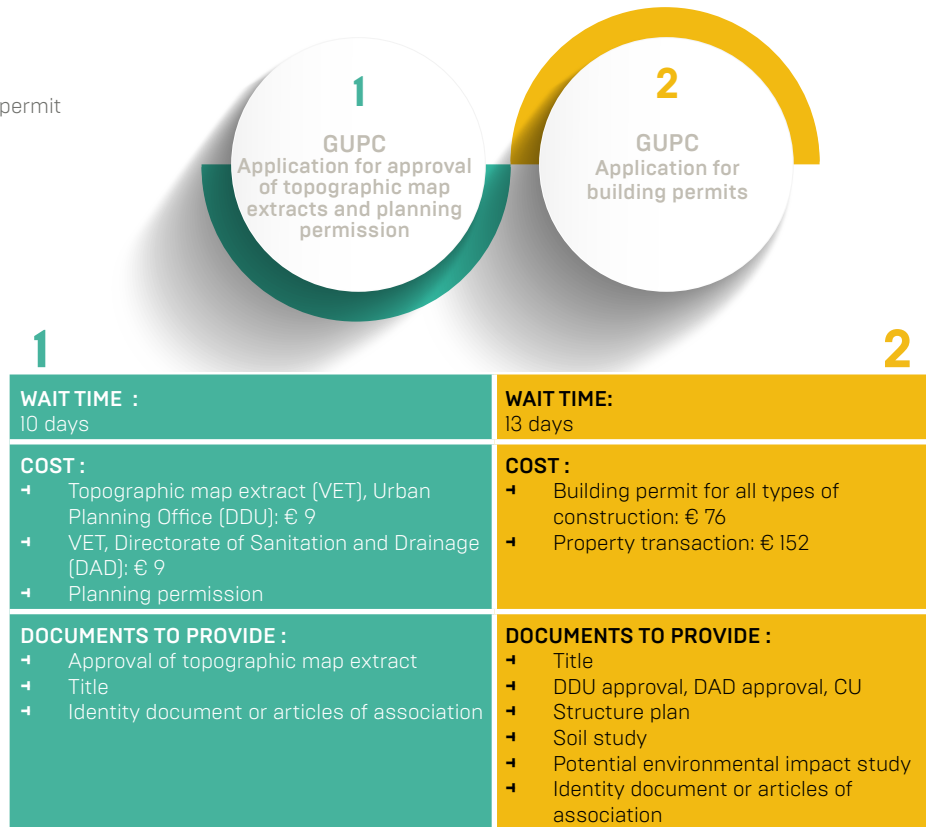 permit
1
GUPC
Application for approval
of topographic map
extracts and planning
permission
2
GUPC
Application for
building permits
1
2
WAIT TIME :
10 days
COST :
Topographic map extract (VET), Urban
Planning Office (DDU): € 9
VET, Directorate of Sanitation and Drainage
(DAD): € 9
Planning permission
DOCUMENTS TO PROVIDE :
Approval of topographic map extract
Title
Identity document or articles of association
WAIT TIME:
13 days
COST :
Building permit for all types of
construction: € 76
Property transaction: € 152
DOCUMENTS TO PROVIDE :
Title
DDU approval, DAD approval, CU
Structure plan
Soil study
Potential environmental impact study
Identity document or articles of
association